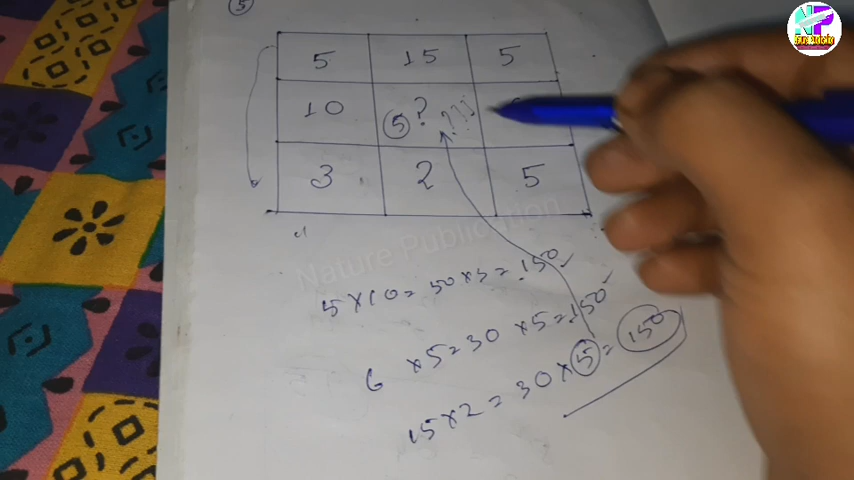 5
5 15 5
10 5 ? ???
3 2 5
Nature Publication
5×10=50×3=150✓
6 ×5=30 ×5=150✓
15×2=30×5=150
NP